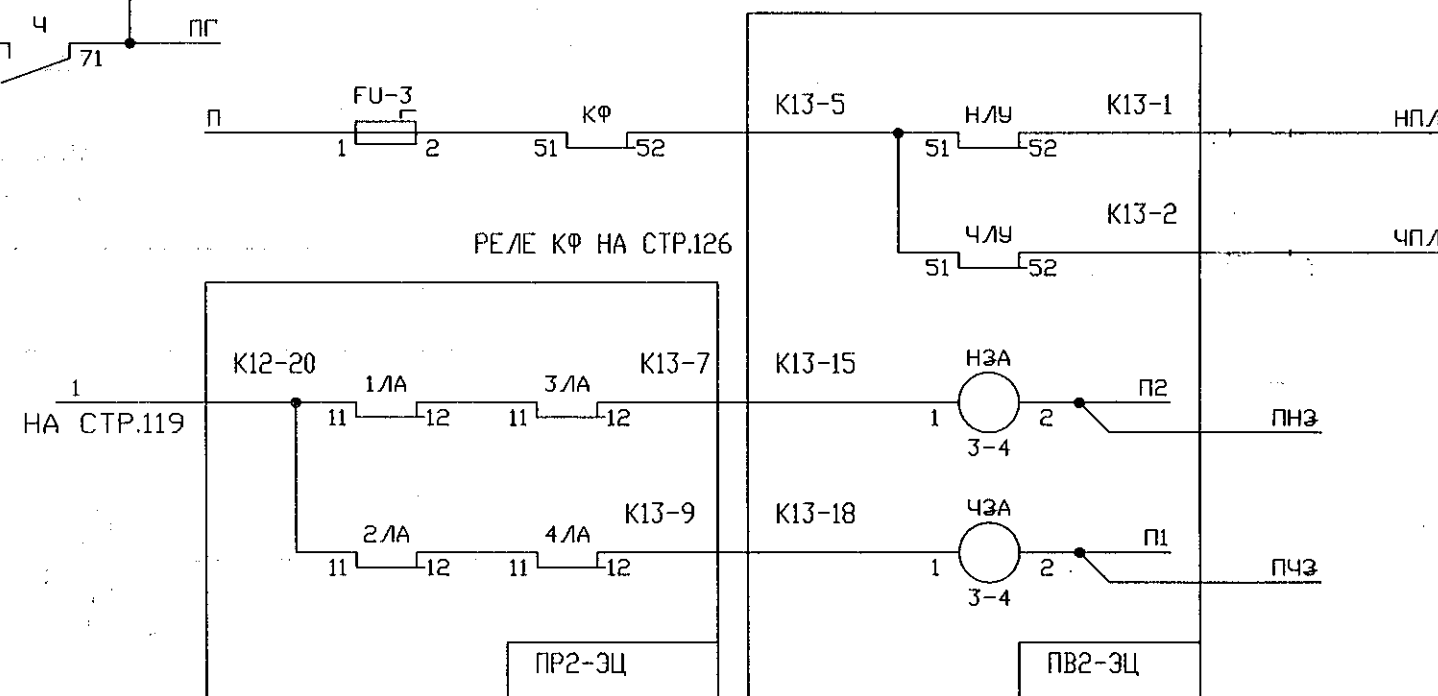 Ч
ПГ
71
FU-3
КФ
П
1
2
51
52
К13-5
НЛУ
К13-1
51
52
НПЛ
К13-2
ЧЛУ
51
52
ЧПЛ
РЕЛЕ КФ НА СТР.126
К12-20
1ЛА
3ЛА
К13-7
К13-15
НЗА
П2
1
11
12
11
12
1
2
ПНЗ
НА СТР.119
3-4
К13-9
К13-18
ЧЗА
2ЛА
4ЛА
П1
11
12
11
12
1
2
ПЧЗ
3-4
ПР2-ЭЦ
ПВ2-ЭЦ